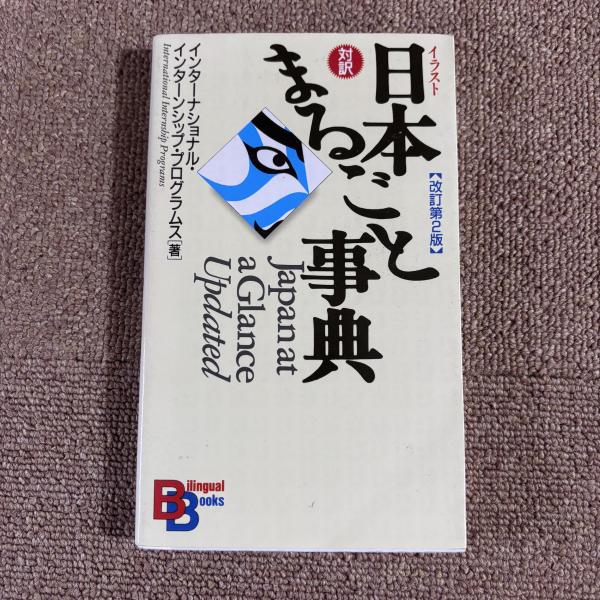 イラスト
日本
まるごと
事典
対訳
【改訂第2版】
Japan at
a Glance
Updated
インターナショナル・
インターンシップ・プログラムス[著]
International Internship Programs
Bilingual
Books